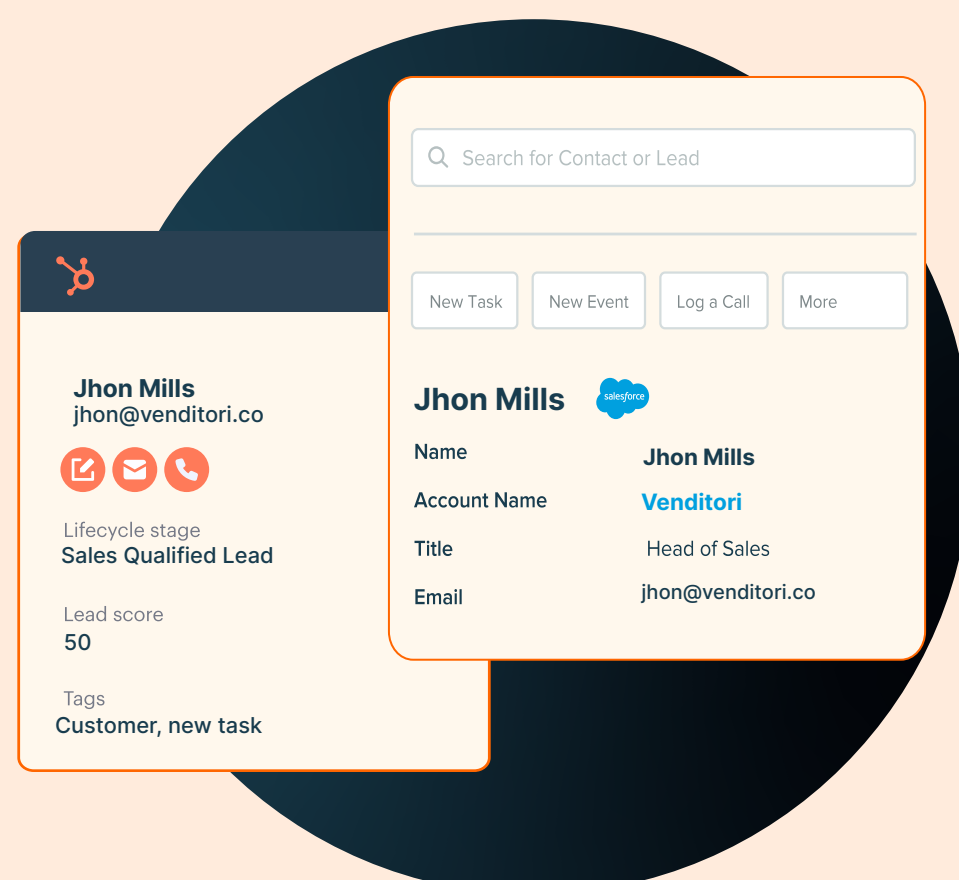 Jhon Mills
jhon@venditori.co
Lifecycle stage
Sales Qualified Lead
Lead score
50
Tags
Customer, new task
Search for Contact or Lead
New Task New Event Log a Call More
Jhon Mills salesforce
Name Jhon Mills
Account Name Venditori
Title Head of Sales
Email jhon@venditori.co